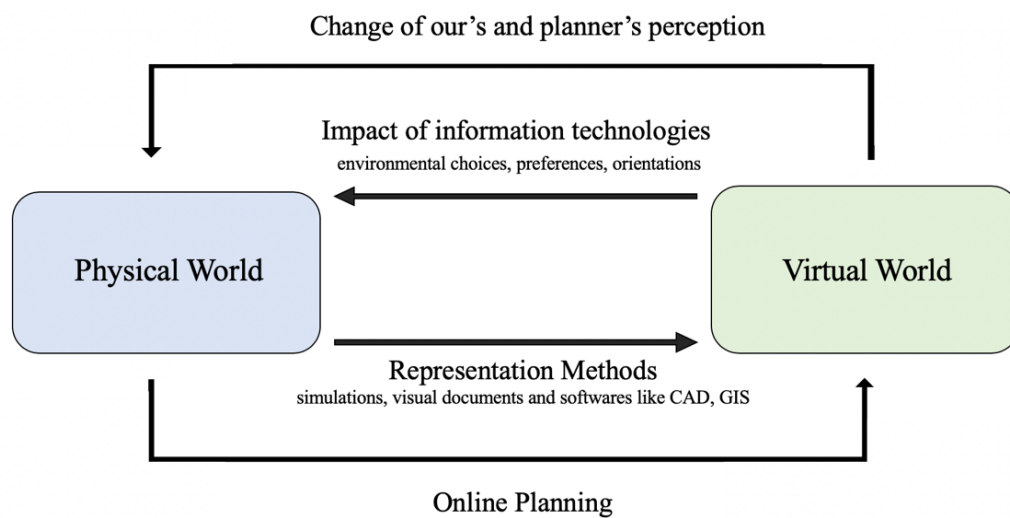 Change of our's and planner's perception
Impact of information technologies
environmental choices, preferences, orientations
Physical World
Virtual World
Representation Methods
simulations, visual documents and softwares like CAD, GIS
Online Planning